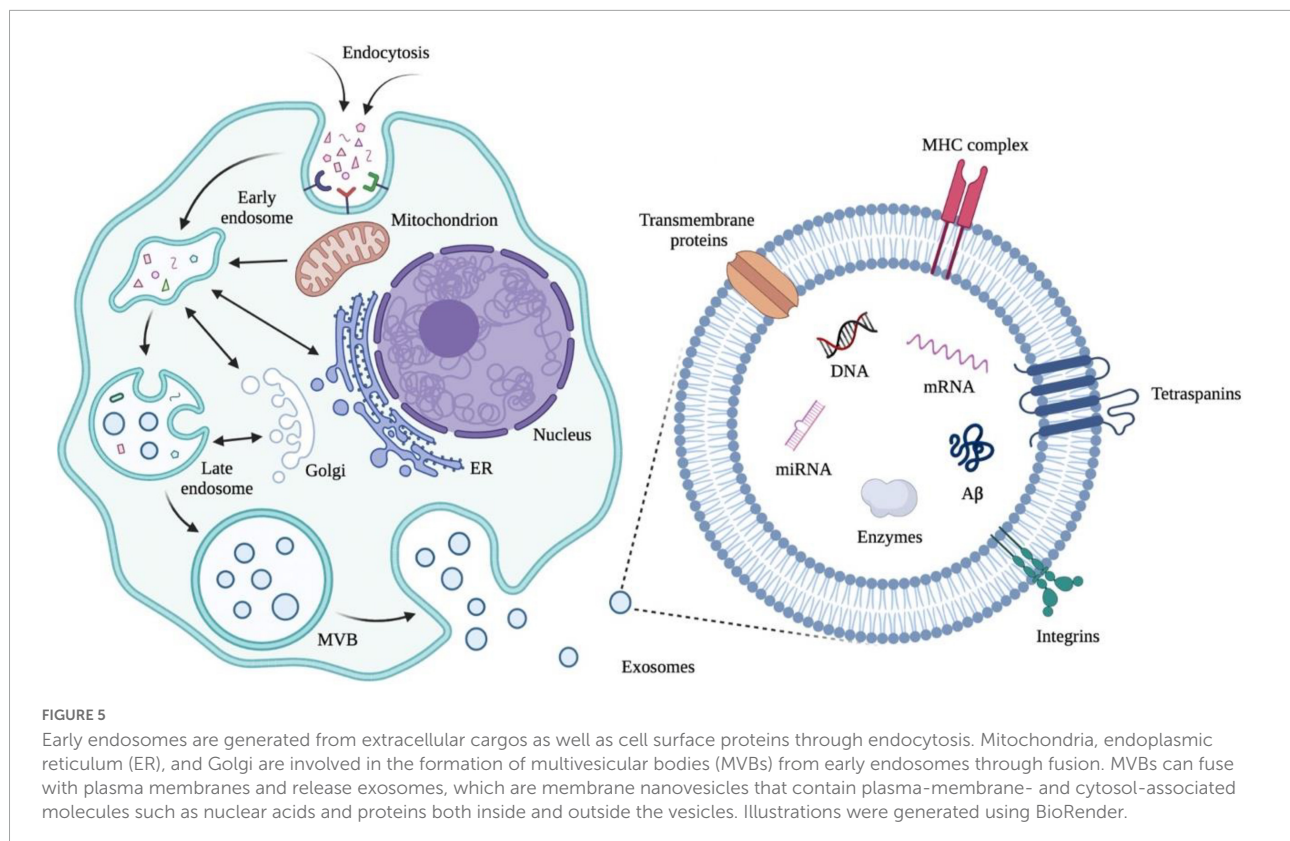 Endocytosis
Early
endosome
Mitochondrion
Nucleus
ER
Golgi
Late
endosome
MVB
Exosomes
MHC complex
Transmembrane
proteins
DNA
mRNA
Tetraspanins
miRNA
Aβ
Enzymes
Integrins
FIGURE 5
Early endosomes are generated from extracellular cargos as well as cell surface proteins through endocytosis. Mitochondria, endoplasmic
reticulum (ER), and Golgi are involved in the formation of multivesicular bodies (MVBs) from early endosomes through fusion. MVBs can fuse
with plasma membranes and release exosomes, which are membrane nanovesicles that contain plasma-membrane- and cytosol-associated
molecules such as nuclear acids and proteins both inside and outside the vesicles. Illustrations were generated using BioRender.